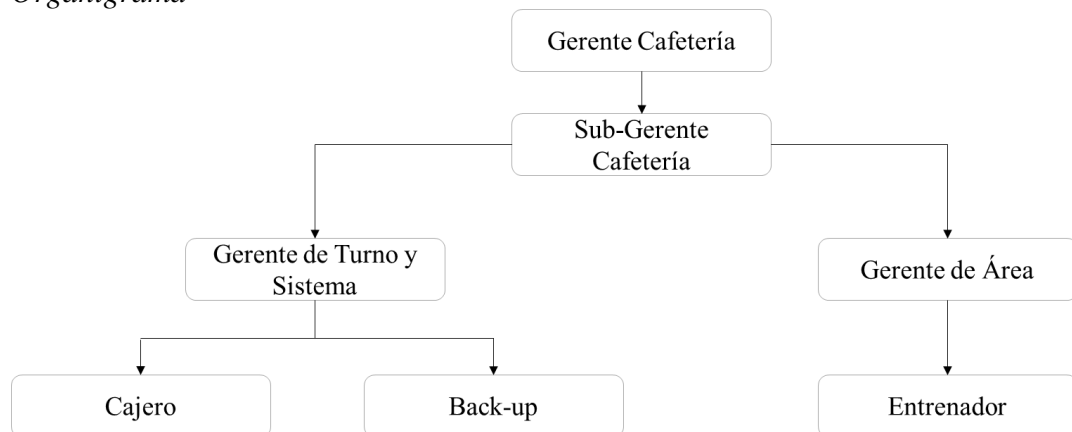 Organigrama
Gerente Cafetería
Sub-Gerente
Cafetería
Gerente de Turno y
Sistema
Gerente de Área
Cajero
Back-up
Entrenador